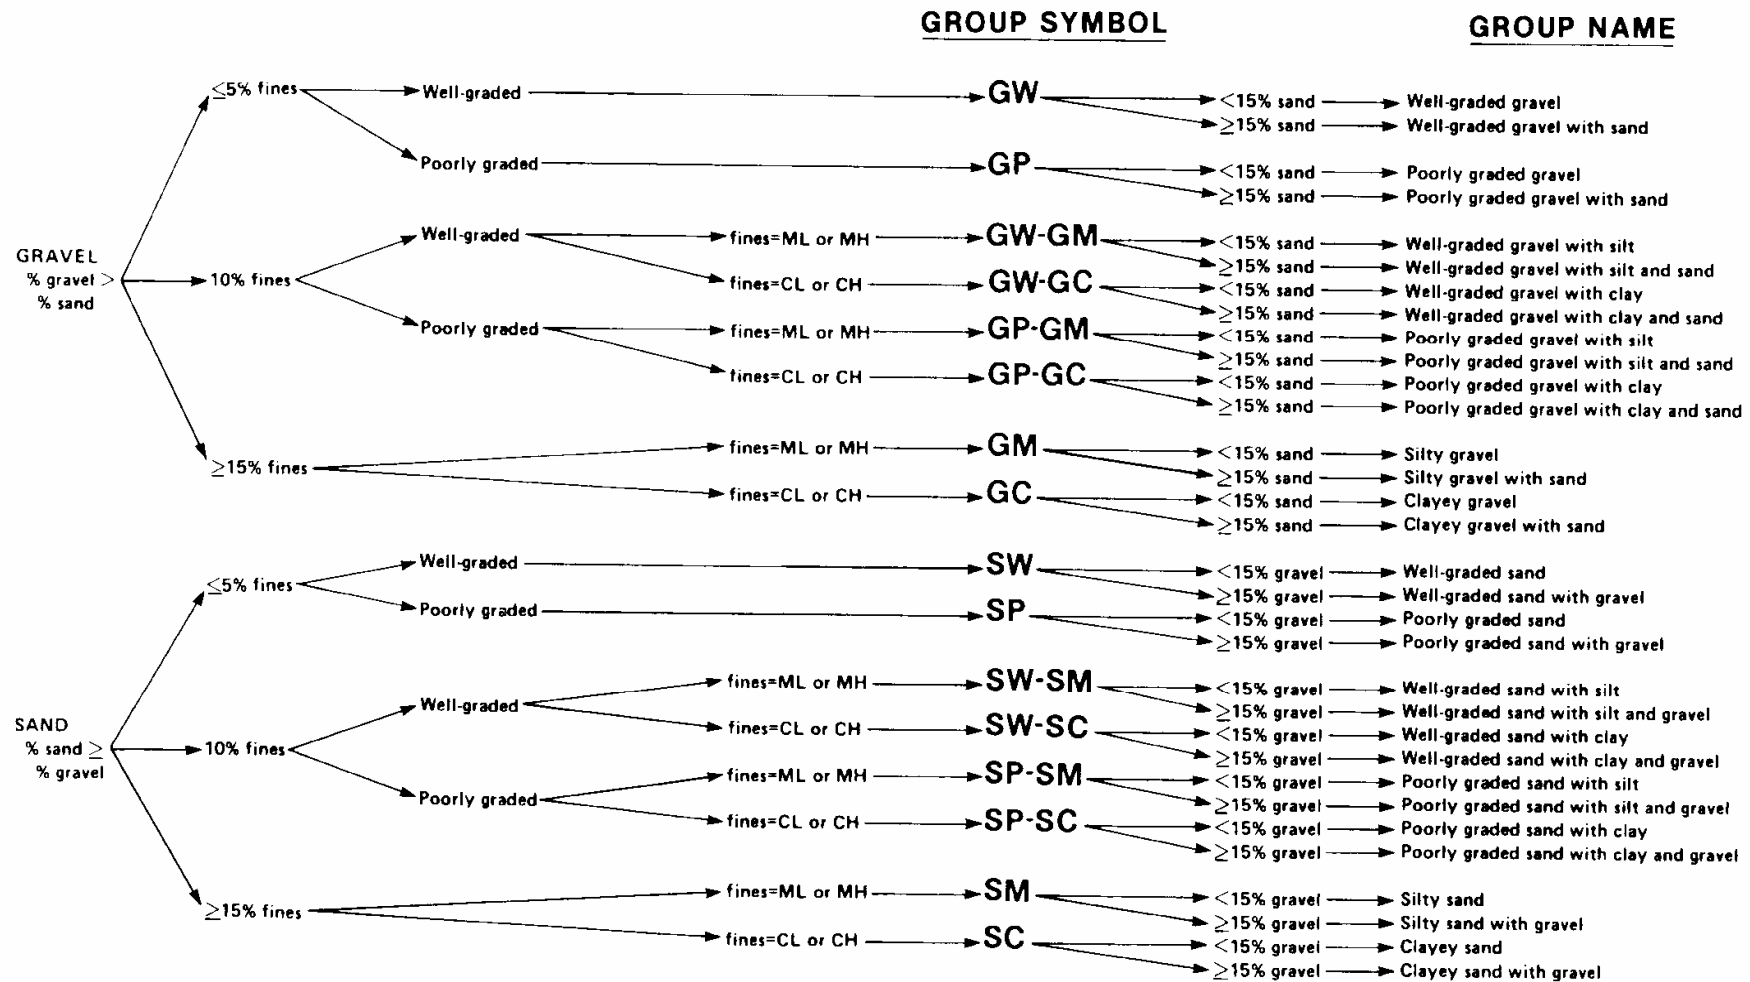 GROUP SYMBOL
GROUP NAME
≤5% fines
Well-graded
GW
<15% sand
Well-graded gravel
≥15% sand
Well-graded gravel with sand
Poorly graded
GP
<15% sand
Poorly graded gravel
≥15% sand
Poorly graded gravel with sand
GRAVEL
% gravel >
% sand
10% fines
Well-graded
fines=ML or MH
GW-GM
<15% sand
Well-graded gravel with silt
≥15% sand
Well-graded gravel with silt and sand
fines=CL or CH
GW-GC
<15% sand
Well-graded gravel with clay
≥15% sand
Well-graded gravel with clay and sand
Poorly graded
fines=ML or MH
GP-GM
<15% sand
Poorly graded gravel with silt
≥15% sand
Poorly graded gravel with silt and sand
fines=CL or CH
GP-GC
<15% sand
Poorly graded gravel with clay
≥15% sand
Poorly graded gravel with clay and sand
≥15% fines
fines=ML or MH
GM
<15% sand
Silty gravel
≥15% sand
Silty gravel with sand
fines=CL or CH
GC
<15% sand
Clayey gravel
≥15% sand
Clayey gravel with sand
≤5% fines
Well-graded
SW
<15% gravel
Well-graded sand
≥15% gravel
Well-graded sand with gravel
Poorly graded
SP
<15% gravel
Poorly graded sand
≥15% gravel
Poorly graded sand with gravel
SAND
% sand ≥
% gravel
10% fines
Well-graded
fines=ML or MH
SW-SM
<15% gravel
Well-graded sand with silt
≥15% gravel
Well-graded sand with silt and gravel
fines=CL or CH
SW-SC
<15% gravel
Well-graded sand with clay
≥15% gravel
Well-graded sand with clay and gravel
Poorly graded
fines=ML or MH
SP-SM
<15% gravel
Poorly graded sand with silt
≥15% gravel
Poorly graded sand with silt and gravel
fines=CL or CH
SP-SC
<15% gravel
Poorly graded sand with clay
≥15% gravel
Poorly graded sand with clay and gravel
≥15% fines
fines=ML or MH
SM
<15% gravel
Silty sand
≥15% gravel
Silty sand with gravel
fines=CL or CH
SC
<15% gravel
Clayey sand
≥15% gravel
Clayey sand with gravel